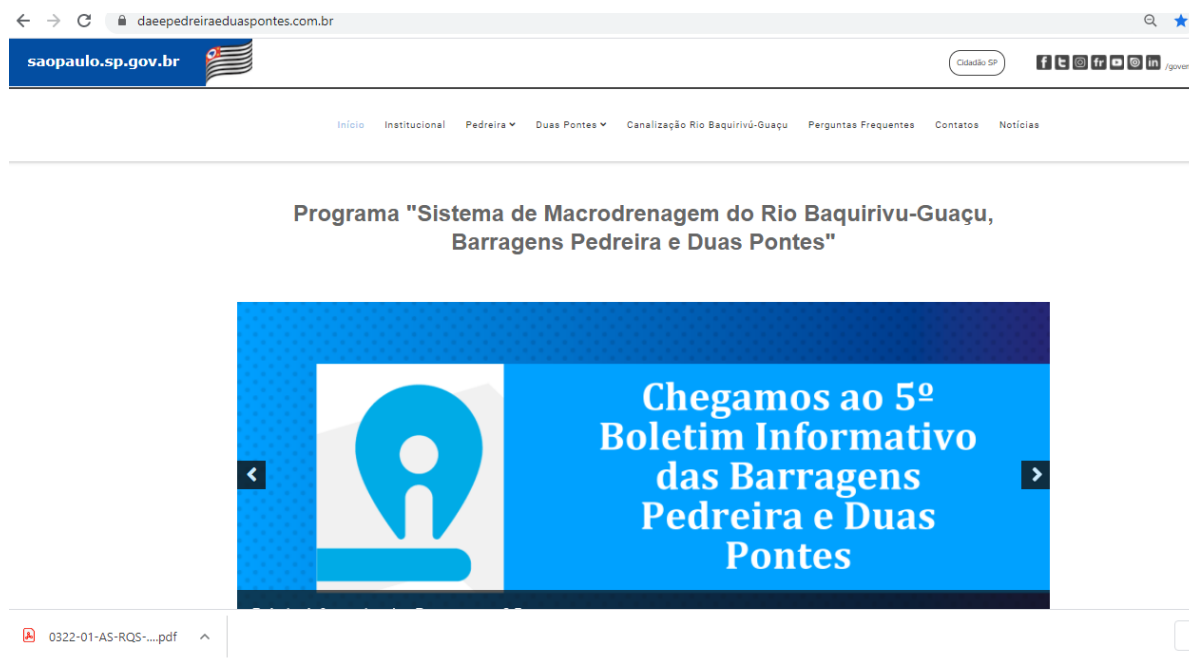 daeepedreiraeduaspontes.com.br
saopaulo.sp.gov.br
Cidadão SP
/gover
Início Institucional Pedreira Duas Pontes Canalização Rio Baquirivú-Guaçu Perguntas Frequentes Contatos Notícias
Programa "Sistema de Macrodrenagem do Rio Baquirivu-Guaçu,
Barragens Pedreira e Duas Pontes"
Chegamos ao 5º
Boletim Informativo
das Barragens
Pedreira e Duas
Pontes
0322-01-AS-RQS-....pdf